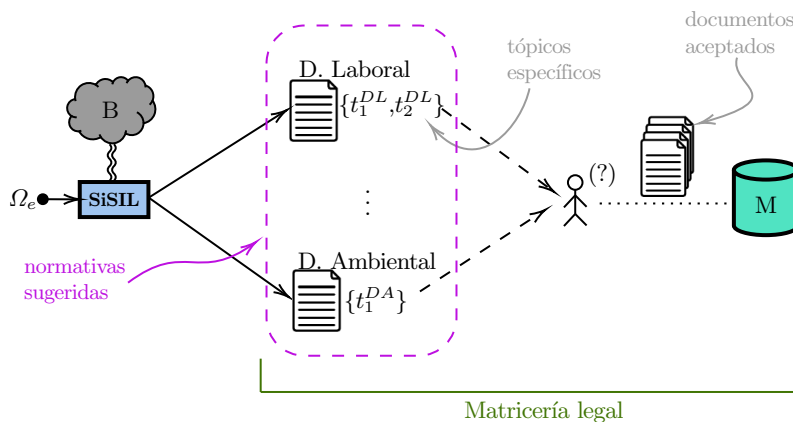 documentos
aceptados
tópicos
específicos
D. Laboral
{t_1^{DL},t_2^{DL}}
B
(?)
Ω_e
SiSIL
M
D. Ambiental
{t_1^{DA}}
normativas
sugeridas
Matricería legal